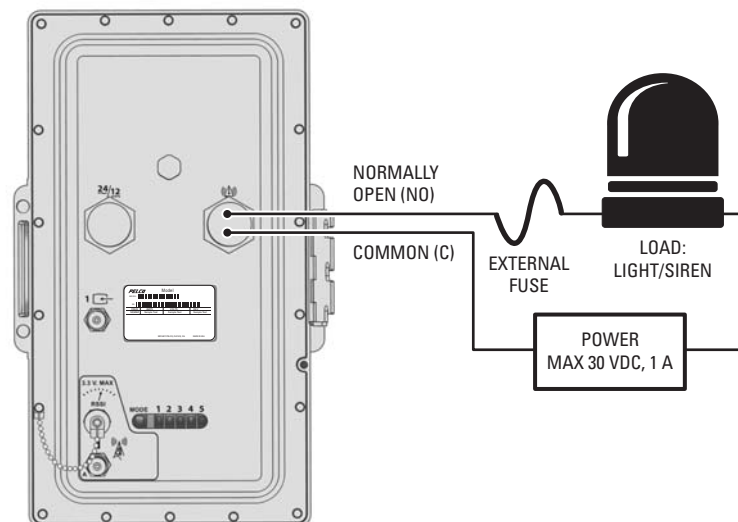 24/12
NORMALLY
OPEN (NO)
COMMON (C)
EXTERNAL
FUSE
LOAD:
LIGHT/SIREN
POWER
MAX 30 VDC, 1 A
PELCO Model
1
3.3 V. MAX
RSSI
MODE 1 2 3 4 5
A